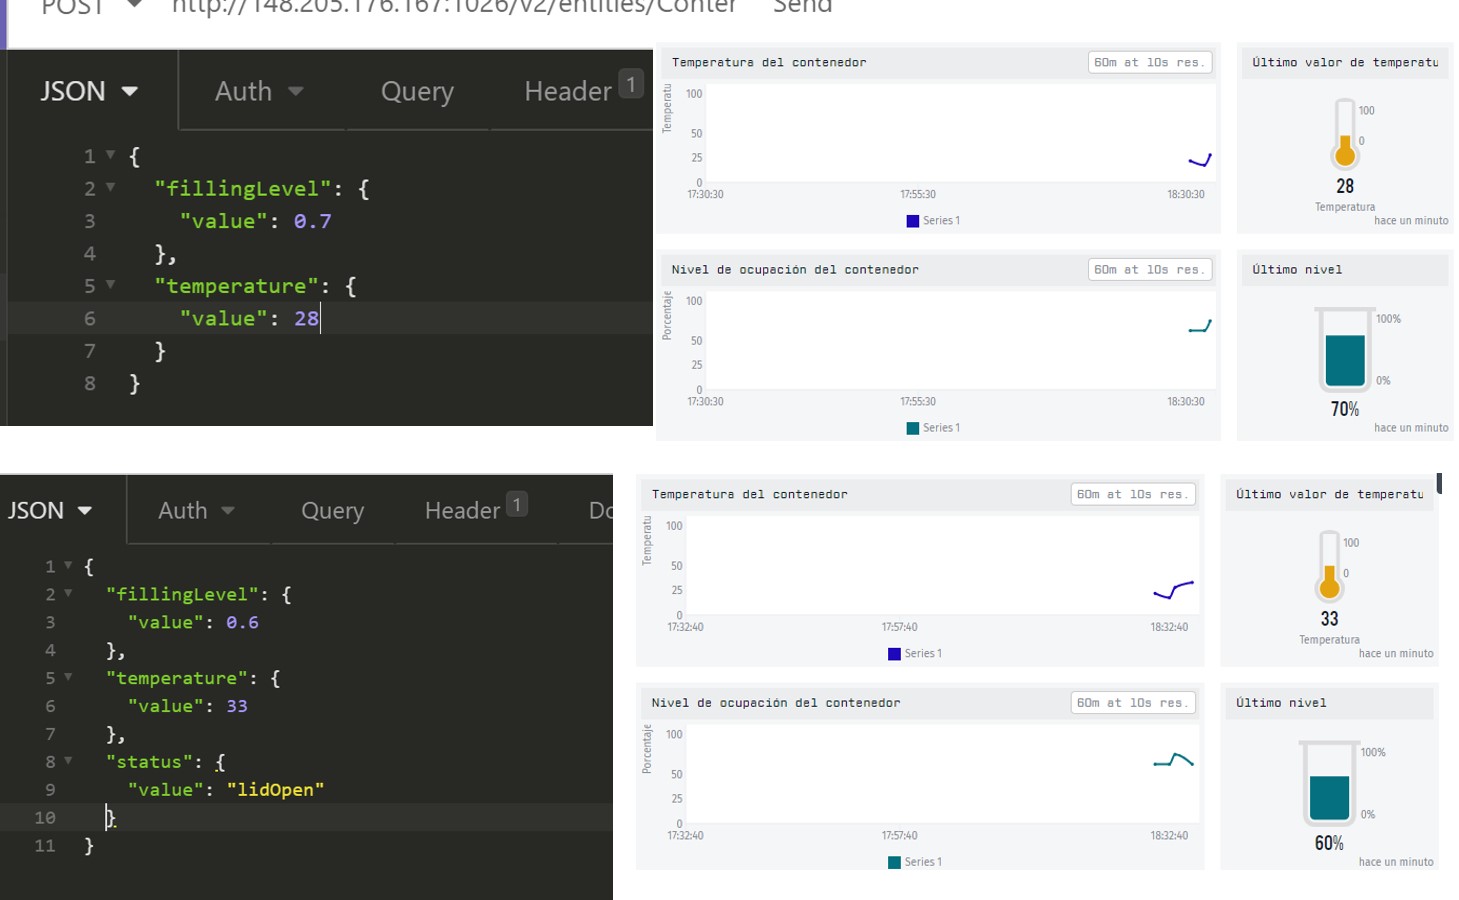 POST http://148.205.176.167:1026/v2/entities/Conter Send
JSON Auth Query Header 1
1 {
2 "fillingLevel": {
3 "value": 0.7
4 },
5 "temperature": {
6 "value": 28
7 }
8 }
Temperatura del contenedor 60m at 10s res.
Temperatu
100
50
25
0
17:30:30 17:55:30 18:30:30
Series 1
Último valor de temperatu
100
0
28
Temperatura
hace un minuto
Nivel de ocupación del contenedor 60m at 10s res.
Porcentaje
100
50
25
0
17:30:30 17:55:30 18:30:30
Series 1
Último nivel
100%
0%
70%
hace un minuto
JSON Auth Query Header 1 Do
1 {
2 "fillingLevel": {
3 "value": 0.6
4 },
5 "temperature": {
6 "value": 33
7 },
8 "status": {
9 "value": "lidOpen"
10 }
11 }
Temperatura del contenedor 60m at 10s res.
Temperatu
100
50
25
0
17:32:40 17:57:40 18:32:40
Series 1
Último valor de temperatu
100
0
33
Temperatura
hace un minuto
Nivel de ocupación del contenedor 60m at 10s res.
Porcentaje
100
50
25
0
17:32:40 17:57:40 18:32:40
Series 1
Último nivel
100%
0%
60%
hace un minuto